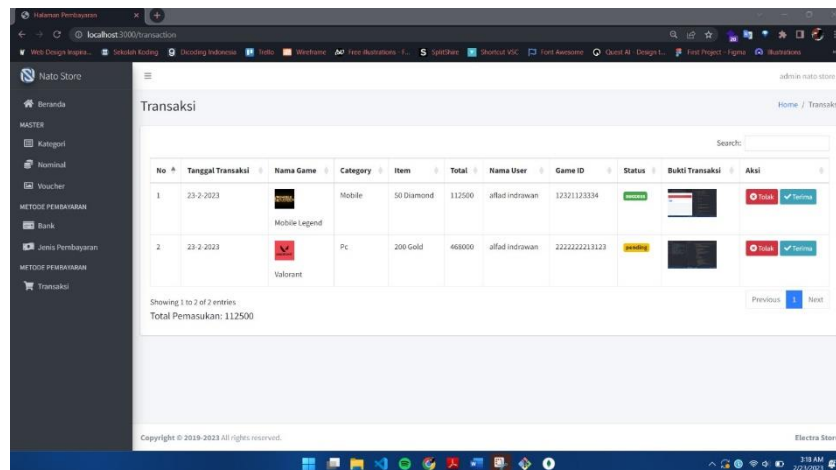 Halaman Pembayaran
localhost:3000/transaction
Web Design Inspira...
Sekolah Koding
Dicoding Indonesia
Trello
Wireframe
Free Illustrations - F...
SplitShire
Shortcut VSC
Font Awesome
Quest AI - Design t...
First Project - Figma
Illustrations
Nato Store
admin nato store
Beranda
MASTER
Kategori
Nominal
Voucher
METODE PEMBAYARAN
Bank
Jenis Pembayaran
METODE PEMBAYARAN
Transaksi
Transaksi
Home / Transaks
Search:
No Tanggal Transaksi Nama Game Category Item Total Nama User Game ID Status Bukti Transaksi Aksi
1 23-2-2023 Mobile Legend Mobile 50 Diamond 112500 alfad indrawan 12321123334 success Tolak Terima
2 23-2-2023 Valorant Pc 200 Gold 468000 alfad indrawan 2222222213123 pending Tolak Terima
Showing 1 to 2 of 2 entries
Previous 1 Next
Total Pemasukan: 112500
Copyright © 2019-2023 All rights reserved.
Electra Stor
3:18 AM
2/23/2023